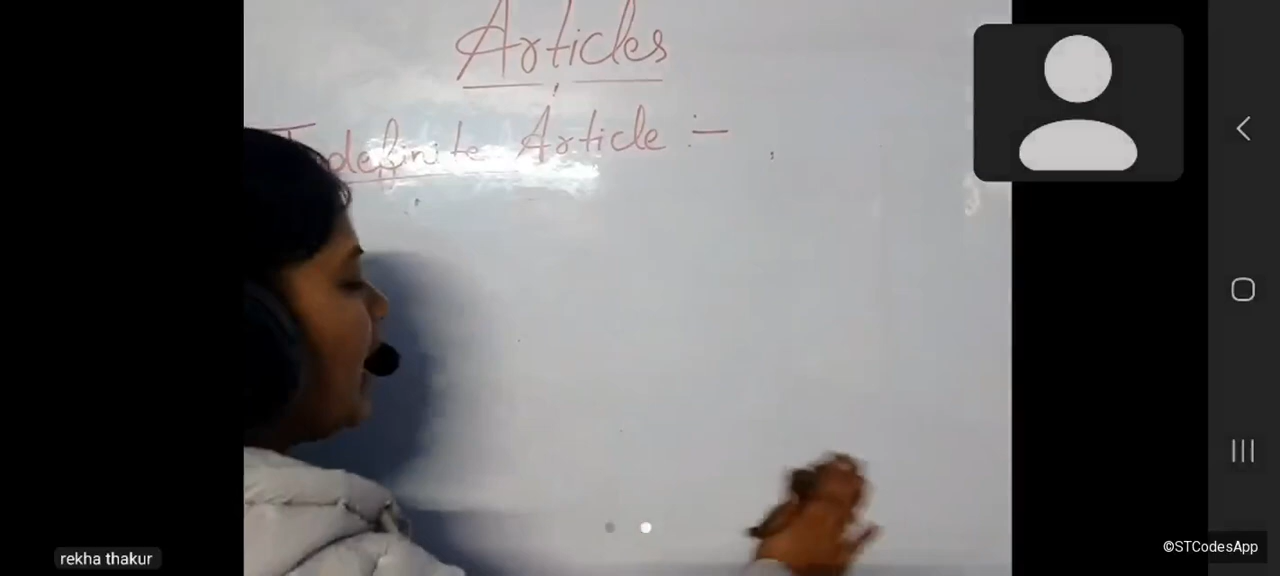 Articles
Indefinite Article :-
rekha thakur
©STCodesApp